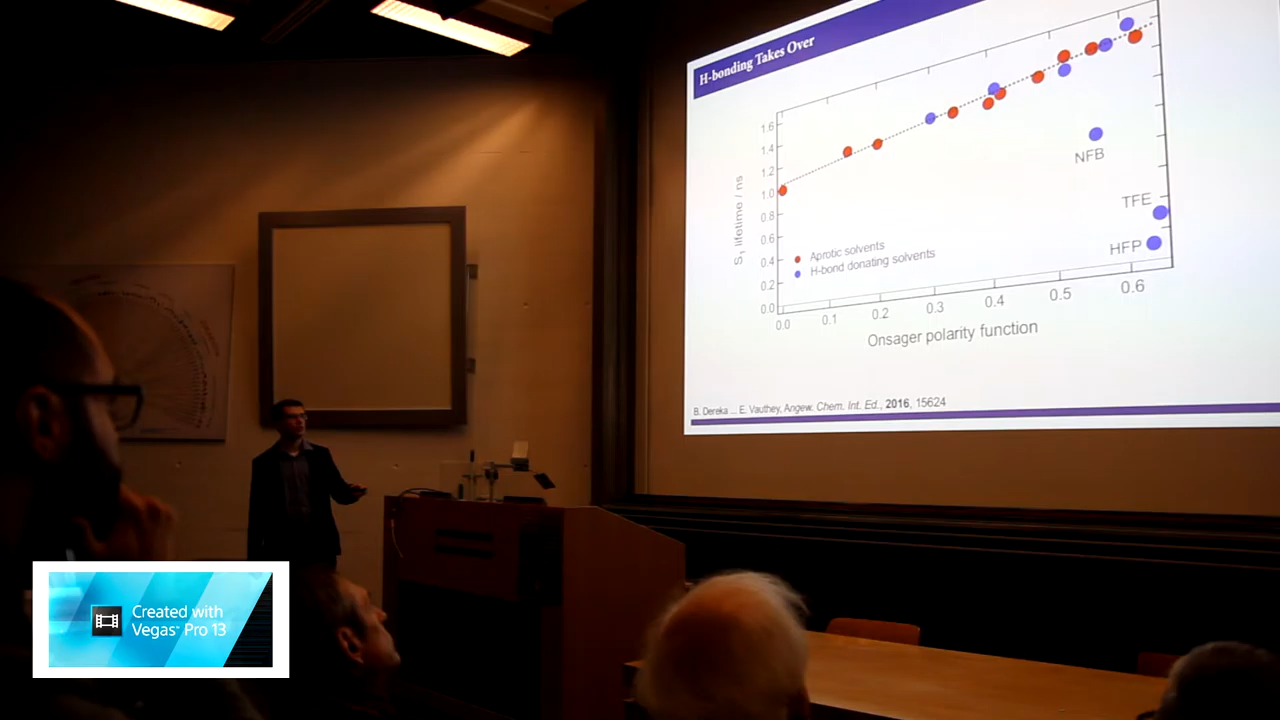 H-bonding Takes Over
S₁ lifetime / ns
1.6
1.4
1.2
1.0
0.8
0.6
0.4
0.2
0.0
NFB
TFE
HFP
Aprotic solvents
H-bond donating solvents
0.0 0.1 0.2 0.3 0.4 0.5 0.6
Onsager polarity function
B. Dereka ... E. Vauthey, Angew. Chem. Int. Ed., 2016, 15624
Created with
Vegas™ Pro 13